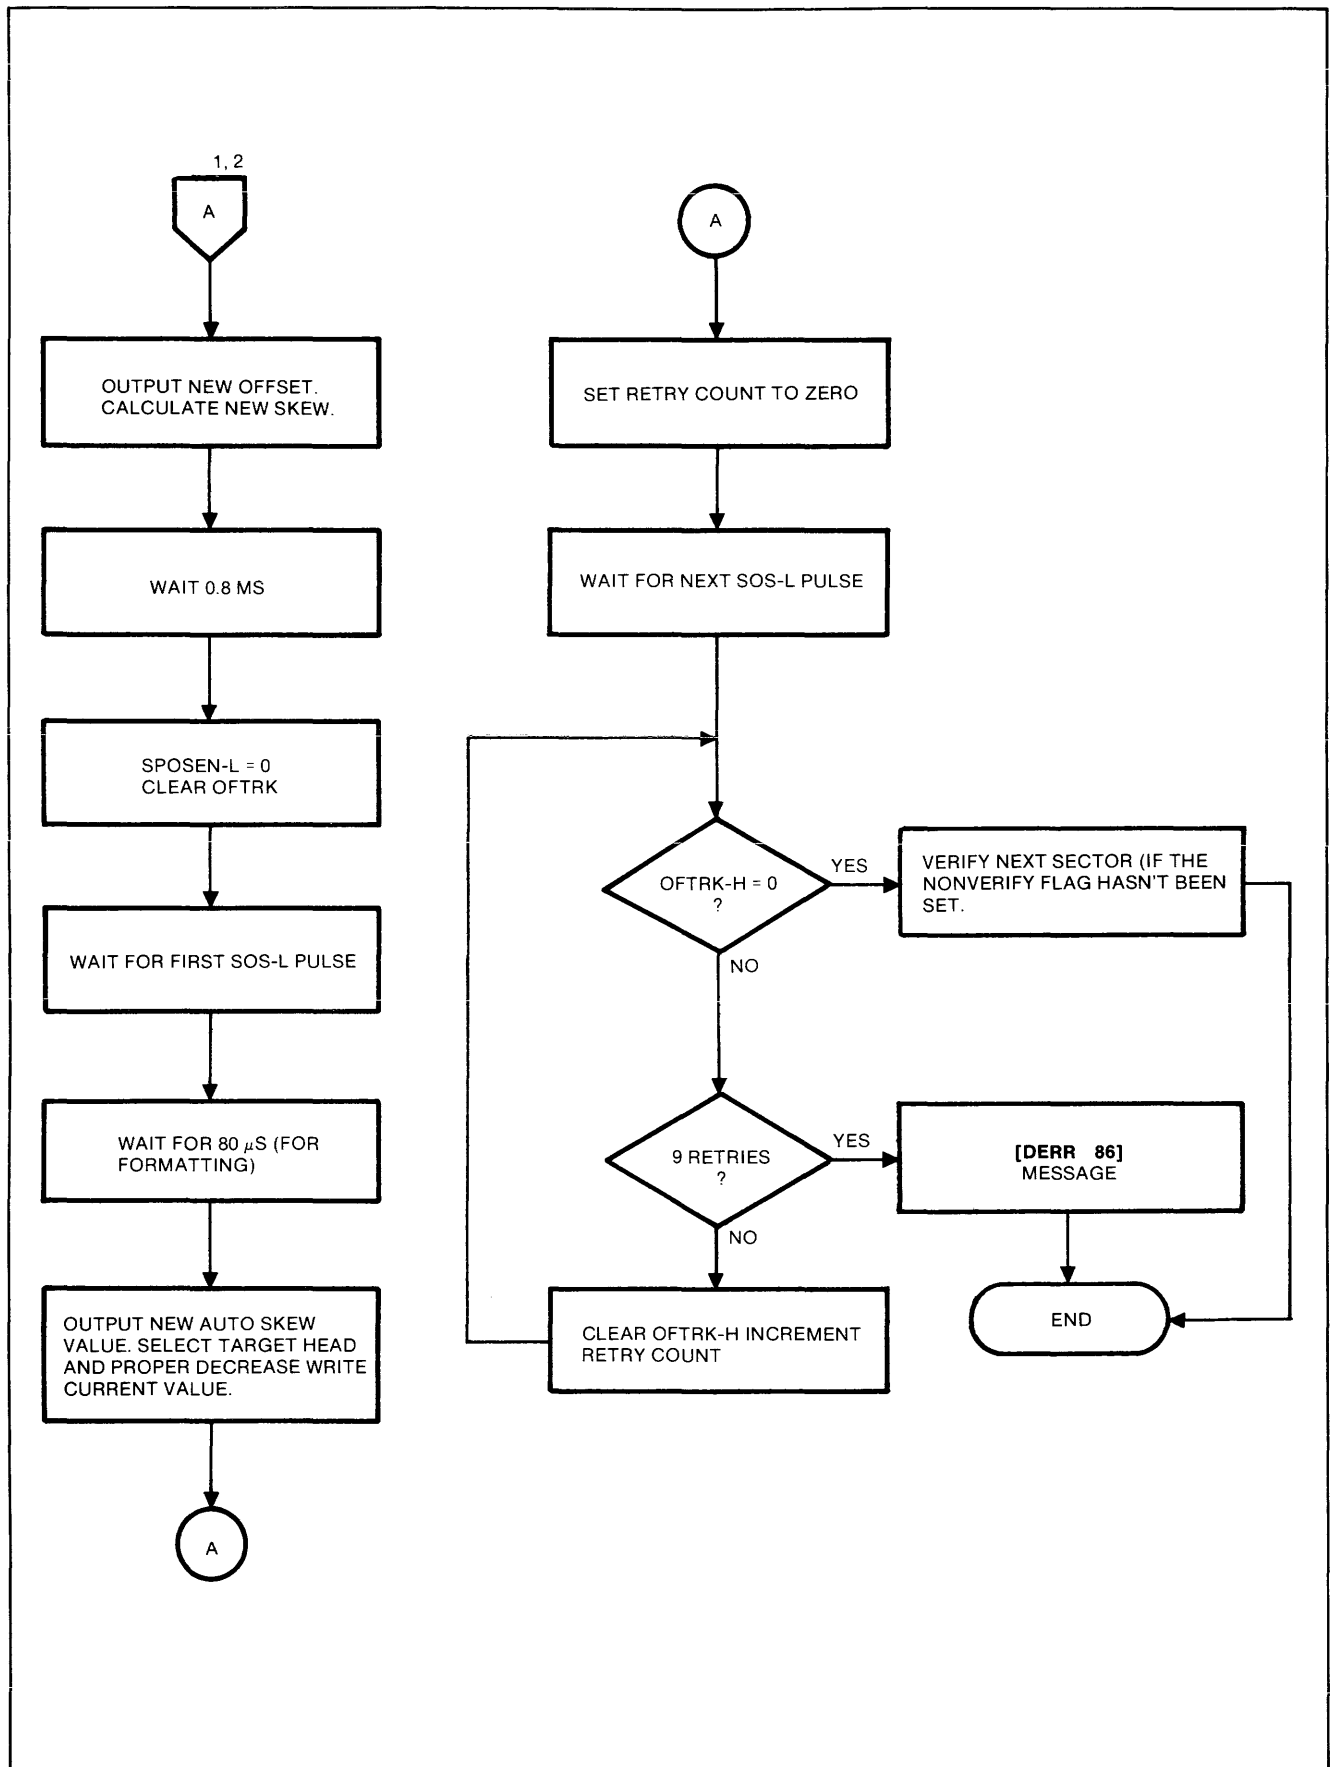 1, 2
A
OUTPUT NEW OFFSET.
CALCULATE NEW SKEW.
WAIT 0.8 MS
SPOSEN-L = 0
CLEAR OFTRK
WAIT FOR FIRST SOS-L PULSE
WAIT FOR 80 μS (FOR
FORMATTING)
OUTPUT NEW AUTO SKEW
VALUE. SELECT TARGET HEAD
AND PROPER DECREASE WRITE
CURRENT VALUE.
A
A
SET RETRY COUNT TO ZERO
WAIT FOR NEXT SOS-L PULSE
OFTRK-H = 0
?
YES
VERIFY NEXT SECTOR (IF THE
NONVERIFY FLAG HASN'T BEEN
SET.
NO
9 RETRIES
?
YES
[DERR 86]
MESSAGE
NO
END
CLEAR OFTRK-H INCREMENT
RETRY COUNT